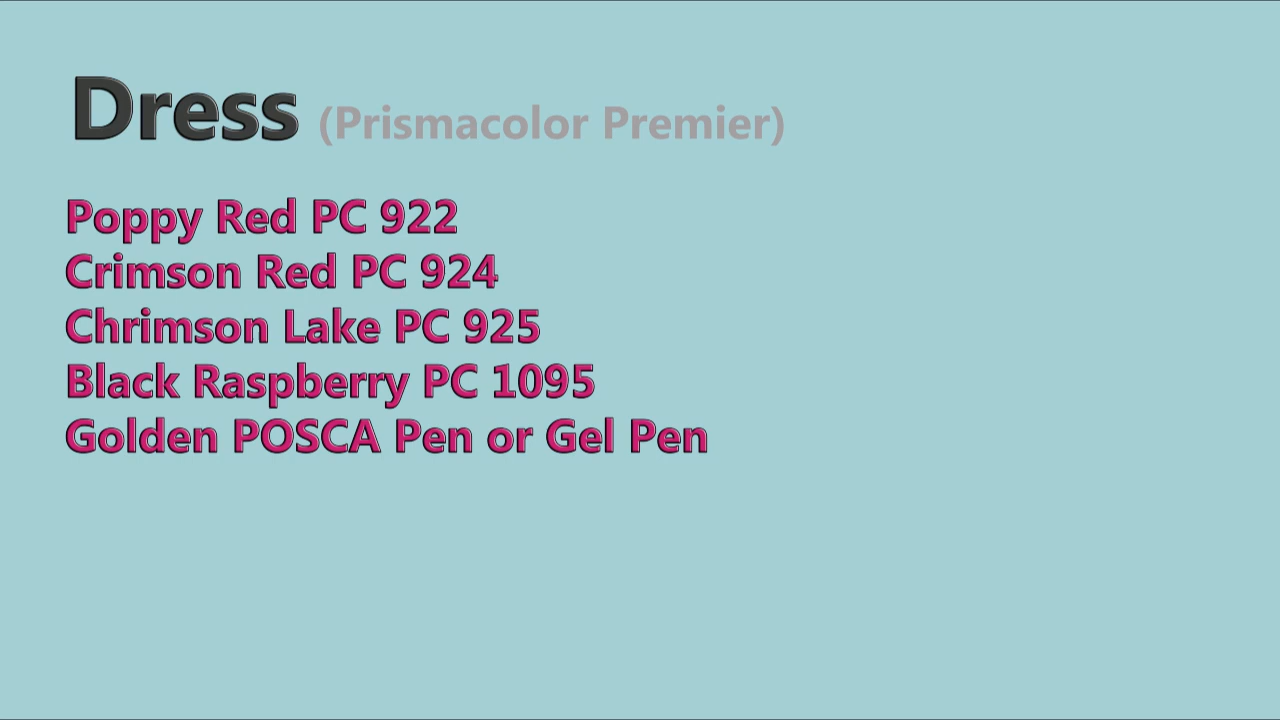 Dress (Prismacolor Premier)
Poppy Red PC 922
Crimson Red PC 924
Chrimson Lake PC 925
Black Raspberry PC 1095
Golden POSCA Pen or Gel Pen